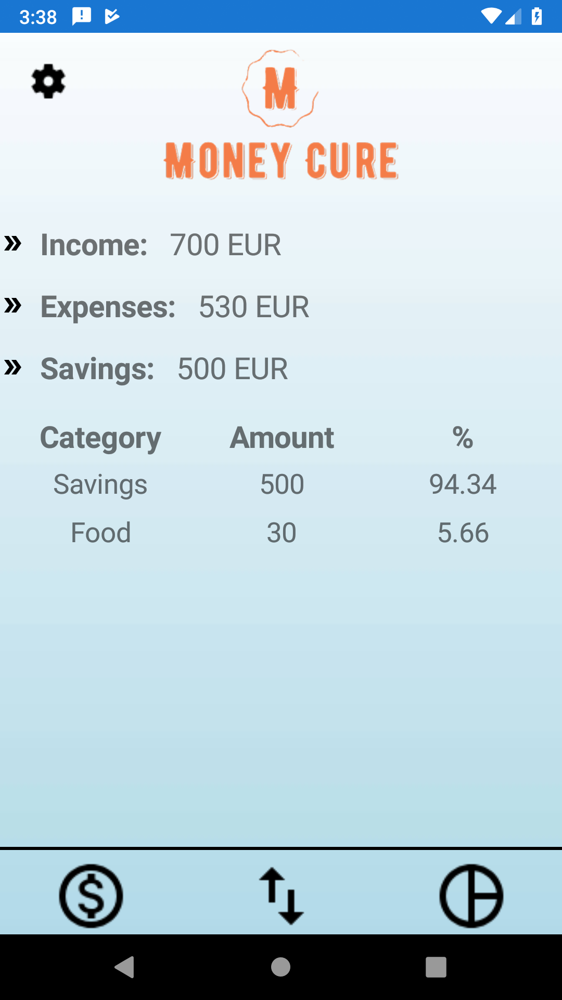 3:38
M
MONEY CURE
» Income: 700 EUR
» Expenses: 530 EUR
» Savings: 500 EUR
Category Amount %
Savings 500 94.34
Food 30 5.66